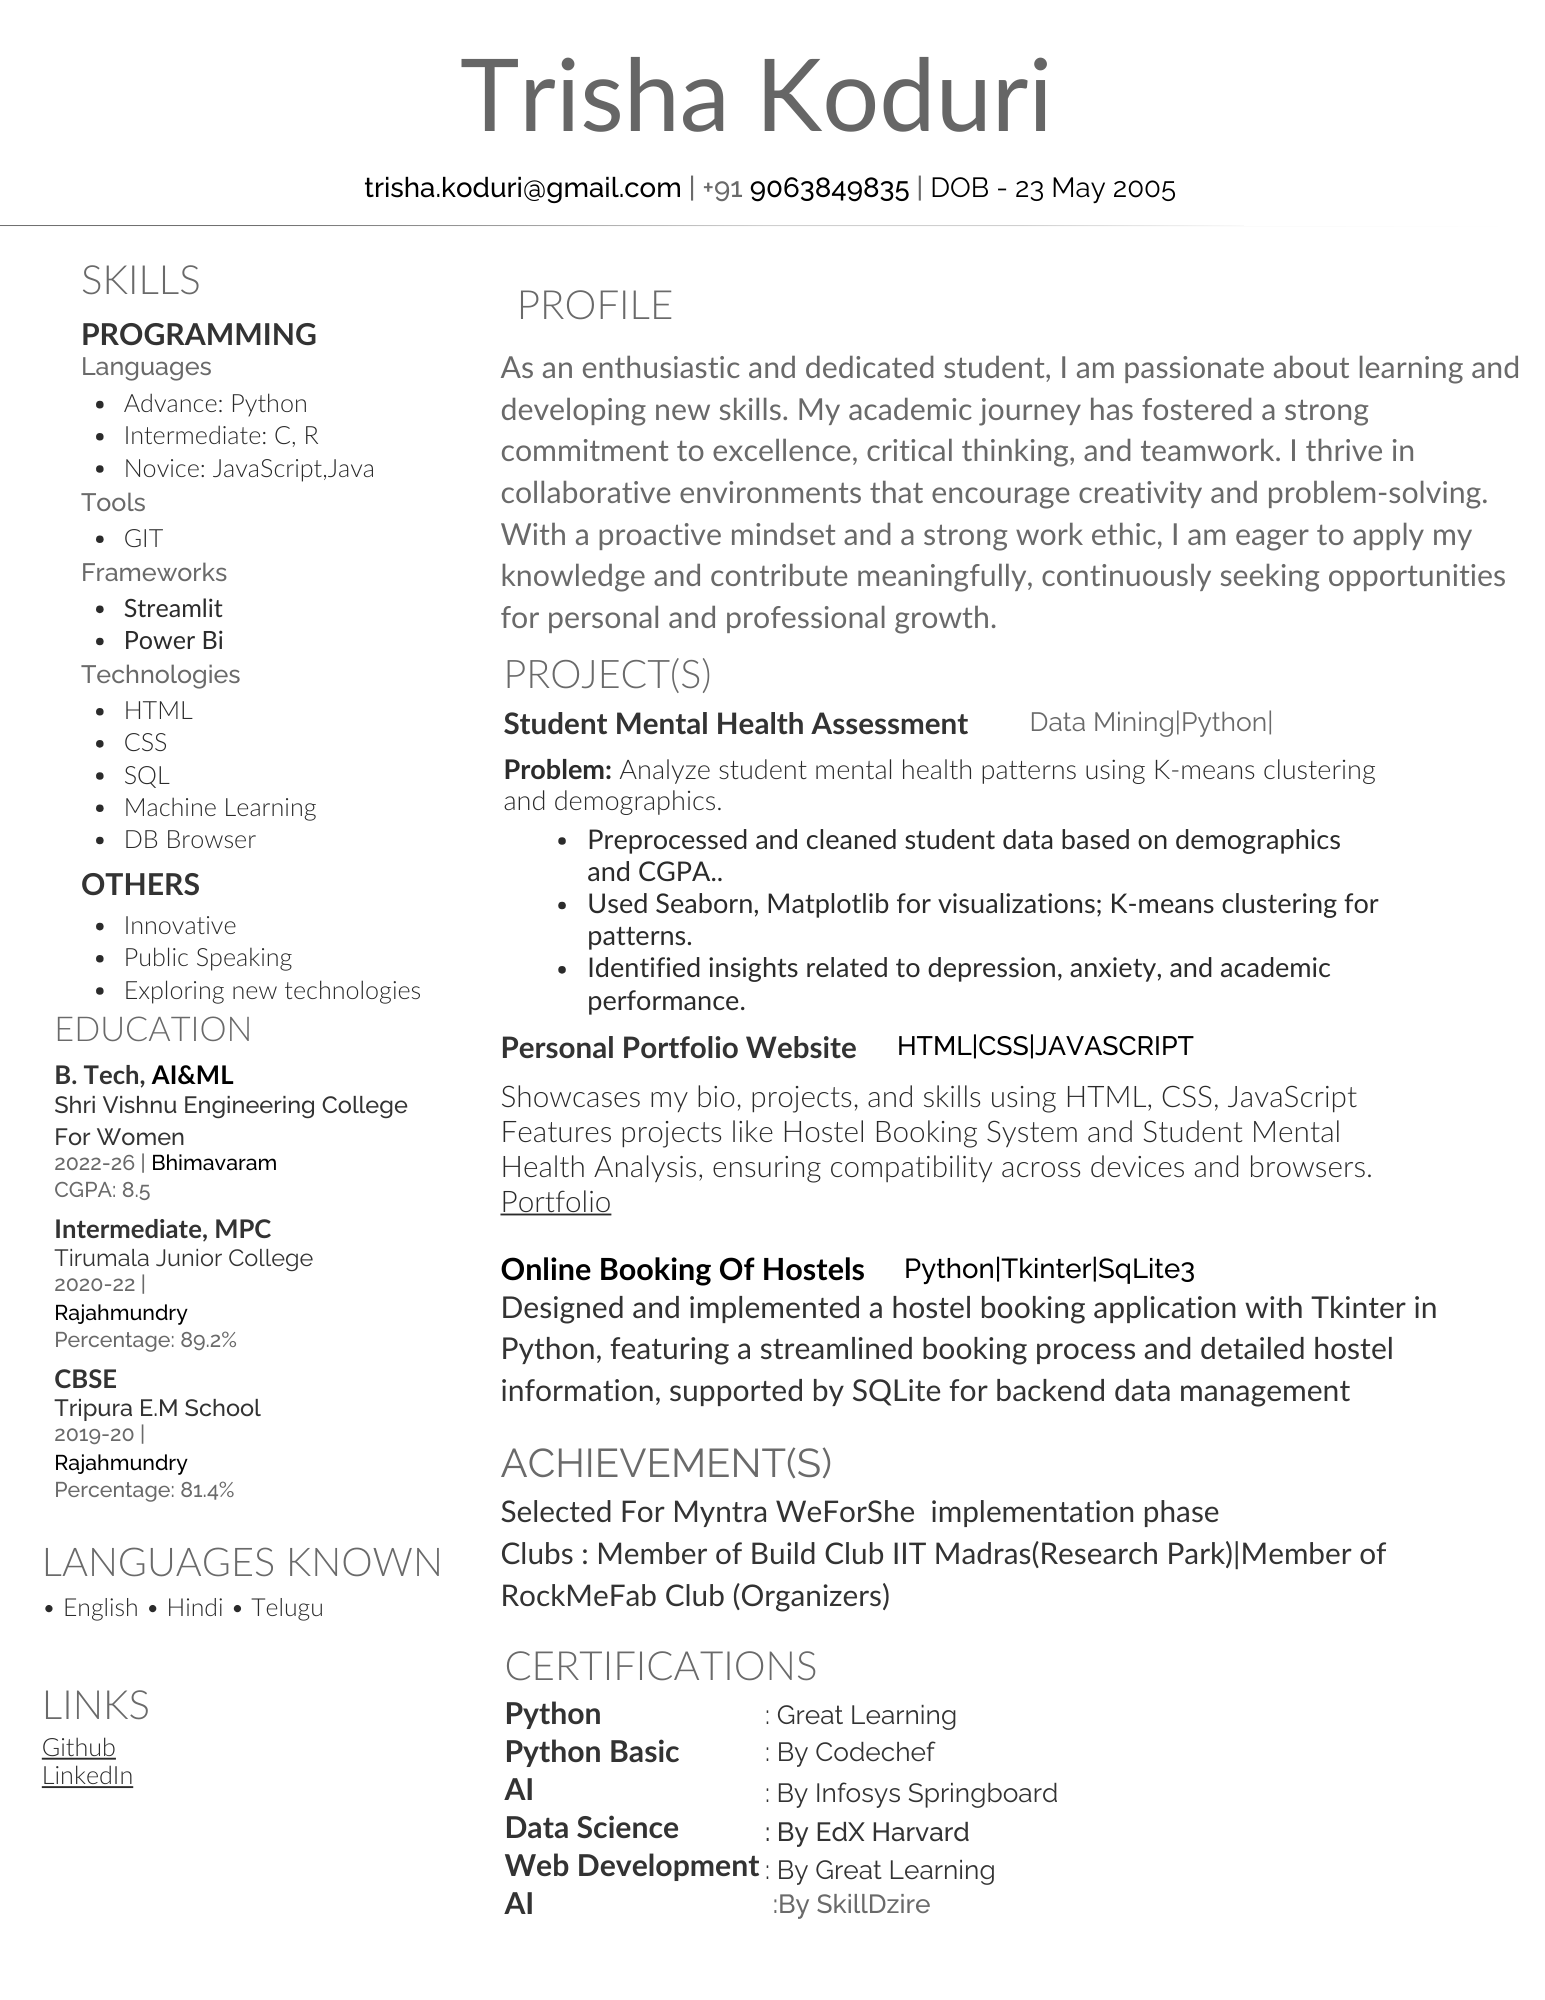 Trisha Koduri
trisha.koduri@gmail.com | +91 9063849835 | DOB - 23 May 2005
SKILLS
PROGRAMMING
Languages
• Advance: Python
• Intermediate: C, R
• Novice: JavaScript,Java
Tools
• GIT
Frameworks
• Streamlit
• Power Bi
Technologies
• HTML
• CSS
• SQL
• Machine Learning
• DB Browser
OTHERS
• Innovative
• Public Speaking
• Exploring new technologies
EDUCATION
B. Tech, AI&ML
Shri Vishnu Engineering College
For Women
2022-26 | Bhimavaram
CGPA: 8.5
Intermediate, MPC
Tirumala Junior College
2020-22 |
Rajahmundry
Percentage: 89.2%
CBSE
Tripura E.M School
2019-20 |
Rajahmundry
Percentage: 81.4%
LANGUAGES KNOWN
• English • Hindi • Telugu
LINKS
Github
LinkedIn
PROFILE
As an enthusiastic and dedicated student, I am passionate about learning and
developing new skills. My academic journey has fostered a strong
commitment to excellence, critical thinking, and teamwork. I thrive in
collaborative environments that encourage creativity and problem-solving.
With a proactive mindset and a strong work ethic, I am eager to apply my
knowledge and contribute meaningfully, continuously seeking opportunities
for personal and professional growth.
PROJECT(S)
Student Mental Health Assessment Data Mining|Python|
Problem: Analyze student mental health patterns using K-means clustering
and demographics.
• Preprocessed and cleaned student data based on demographics
and CGPA..
• Used Seaborn, Matplotlib for visualizations; K-means clustering for
patterns.
• Identified insights related to depression, anxiety, and academic
performance.
Personal Portfolio Website HTML|CSS|JAVASCRIPT
Showcases my bio, projects, and skills using HTML, CSS, JavaScript
Features projects like Hostel Booking System and Student Mental
Health Analysis, ensuring compatibility across devices and browsers.
Portfolio
Online Booking Of Hostels Python|Tkinter|SqLite3
Designed and implemented a hostel booking application with Tkinter in
Python, featuring a streamlined booking process and detailed hostel
information, supported by SQLite for backend data management
ACHIEVEMENT(S)
Selected For Myntra WeForShe implementation phase
Clubs : Member of Build Club IIT Madras(Research Park)|Member of
RockMeFab Club (Organizers)
CERTIFICATIONS
Python : Great Learning
Python Basic : By Codechef
AI : By Infosys Springboard
Data Science : By EdX Harvard
Web Development : By Great Learning
AI :By SkillDzire